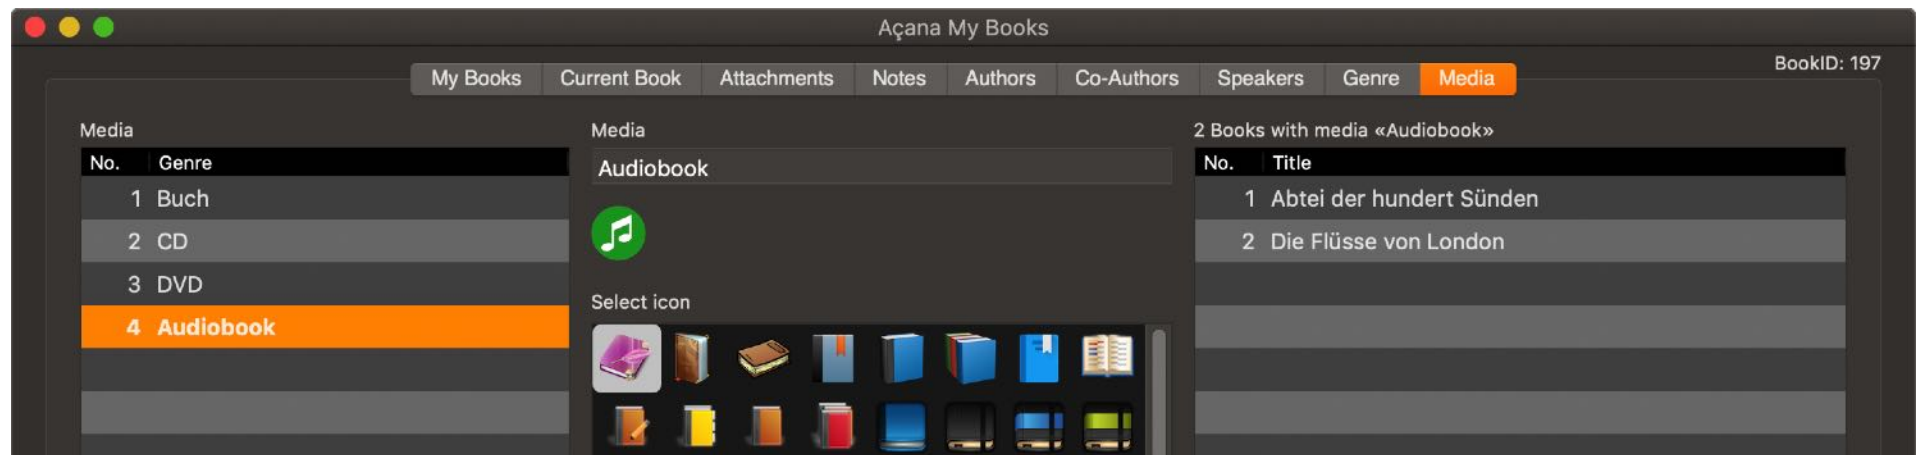 Açana My Books
BookID: 197
My Books Current Book Attachments Notes Authors Co-Authors Speakers Genre Media
Media
No. Genre
1 Buch
2 CD
3 DVD
4 Audiobook
Media
Audiobook
Select icon
2 Books with media «Audiobook»
No. Title
1 Abtei der hundert Sünden
2 Die Flüsse von London